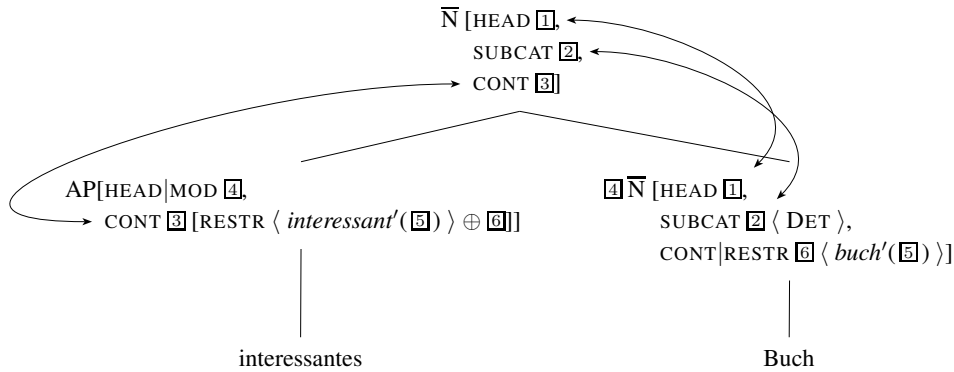 N̅ [HEAD 1,
SUBCAT 2,
CONT 3]
AP[HEAD|MOD 4,
CONT 3 [RESTR ⟨ interessant′(5) ⟩ ⊕ 6]]
4 N̅ [HEAD 1,
SUBCAT 2 ⟨ DET ⟩,
CONT|RESTR 6 ⟨ buch′(5) ⟩]
interessantes
Buch